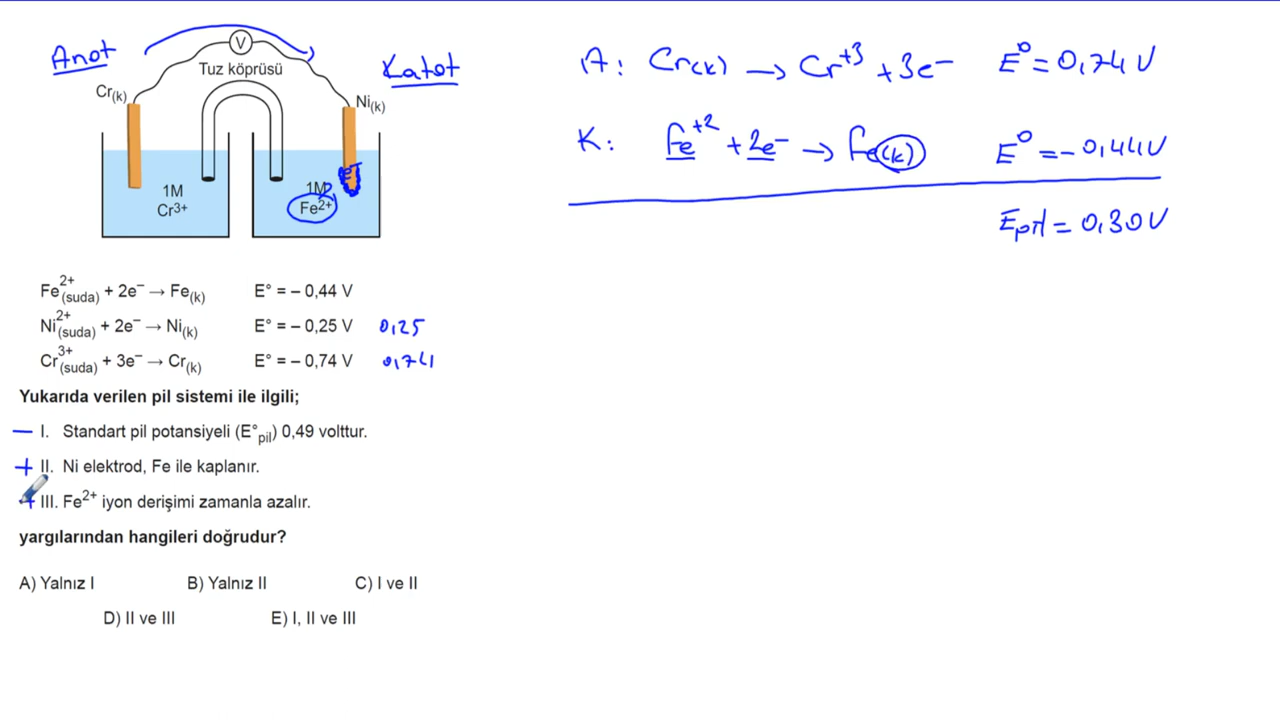 Anot
V
Tuz köprüsü
Katot
Cr(k)
Ni(k)
1M
Cr3+
1M
Fe2+
e-
A: Cr(k) → Cr+3 + 3e- E° = 0,74 V
K: Fe+2 + 2e- → Fe(k) E° = -0,44 V
Epil = 0,30 V
Fe2+(suda) + 2e– → Fe(k) E° = – 0,44 V
Ni2+(suda) + 2e– → Ni(k) E° = – 0,25 V 0,25
Cr3+(suda) + 3e– → Cr(k) E° = – 0,74 V 0,74
Yukarıda verilen pil sistemi ile ilgili;
– I. Standart pil potansiyeli (E°pil) 0,49 volttur.
+ II. Ni elektrod, Fe ile kaplanır.
+ III. Fe2+ iyon derişimi zamanla azalır.
yargılarından hangileri doğrudur?
A) Yalnız I B) Yalnız II C) I ve II
D) II ve III E) I, II ve III